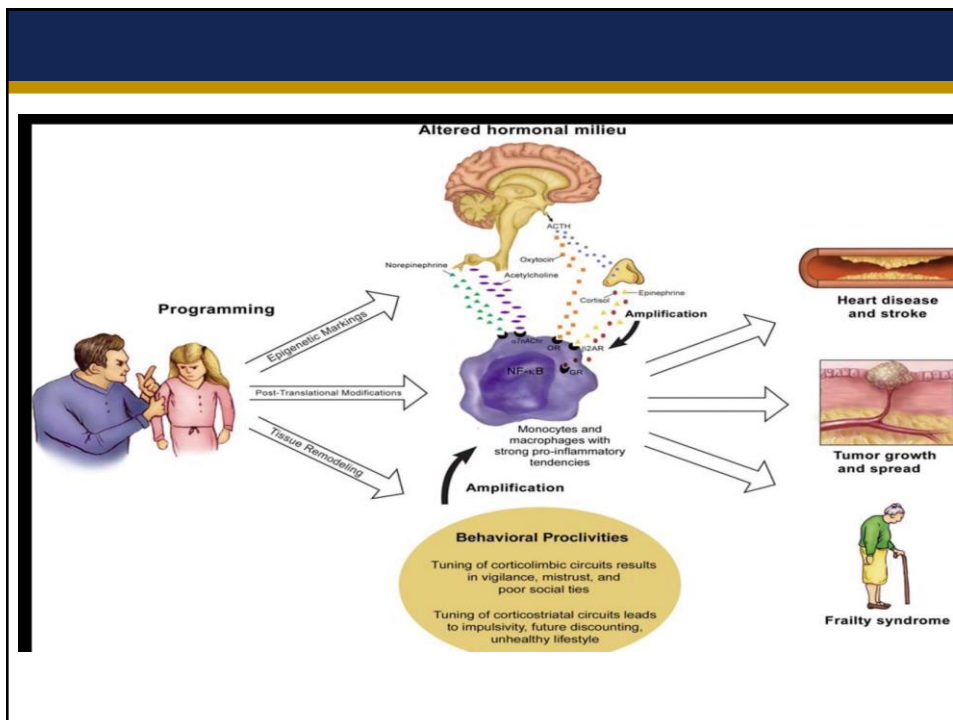 Altered hormonal milieu
ACTH
Oxytocin
Norepinephrine
Acetylcholine
Cortisol
Epinephrine
Programming
Amplification
Epigenetic Markings
α7nAChr
OR
β2AR
NF-κB
GR
Post-Translational Modifications
Tissue Remodeling
Monocytes and
macrophages with
strong pro-inflammatory
tendencies
Amplification
Behavioral Proclivities
Tuning of corticolimbic circuits results
in vigilance, mistrust, and
poor social ties
Tuning of corticostriatal circuits leads
to impulsivity, future discounting,
unhealthy lifestyle
Heart disease
and stroke
Tumor growth
and spread
Frailty syndrome